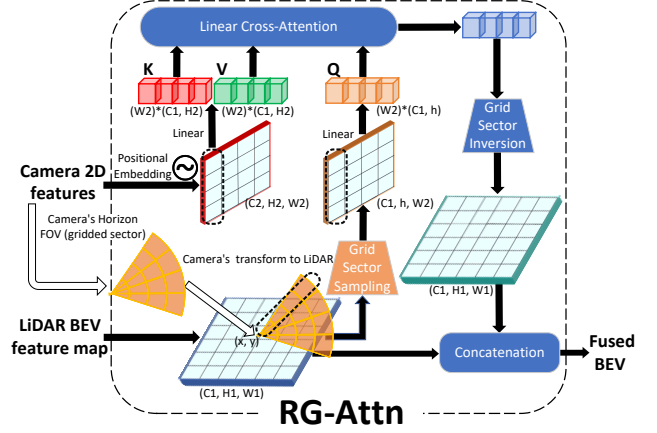 Linear Cross-Attention
K
V
Q
(W2)*(C1, H2)
(W2)*(C1, H2)
(W2)*(C1, h)
Linear
Linear
Grid
Sector
Inversion
Positional
Embedding
Camera 2D
features
(C2, H2, W2)
(C1, h, W2)
Camera's Horizon
FOV (gridded sector)
Camera's transform to LiDAR
Grid
Sector
Sampling
(C1, H1, W1)
LiDAR BEV
feature map
(x, y)
Concatenation
Fused
BEV
(C1, H1, W1)
RG-Attn